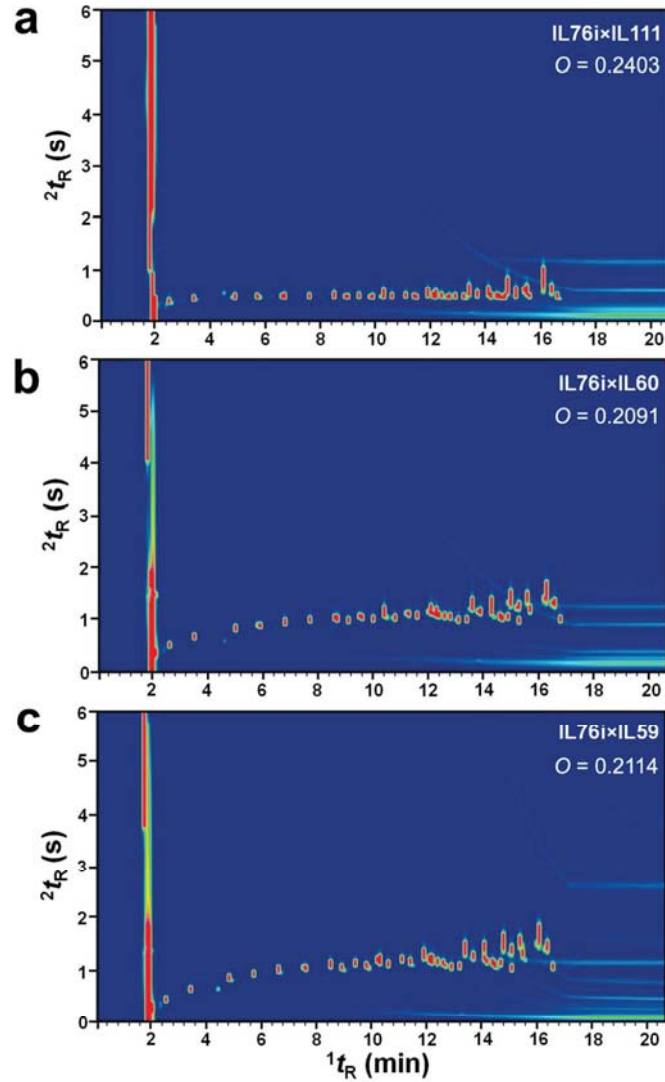 a
IL76i×IL111
O = 0.2403
6
5
4
3
2
1
0
²tR (s)
2 4 6 8 10 12 14 16 18 20
b
IL76i×IL60
O = 0.2091
6
5
4
3
2
1
0
²tR (s)
2 4 6 8 10 12 14 16 18 20
c
IL76i×IL59
O = 0.2114
6
5
4
3
2
1
0
²tR (s)
2 4 6 8 10 12 14 16 18 20
¹tR (min)